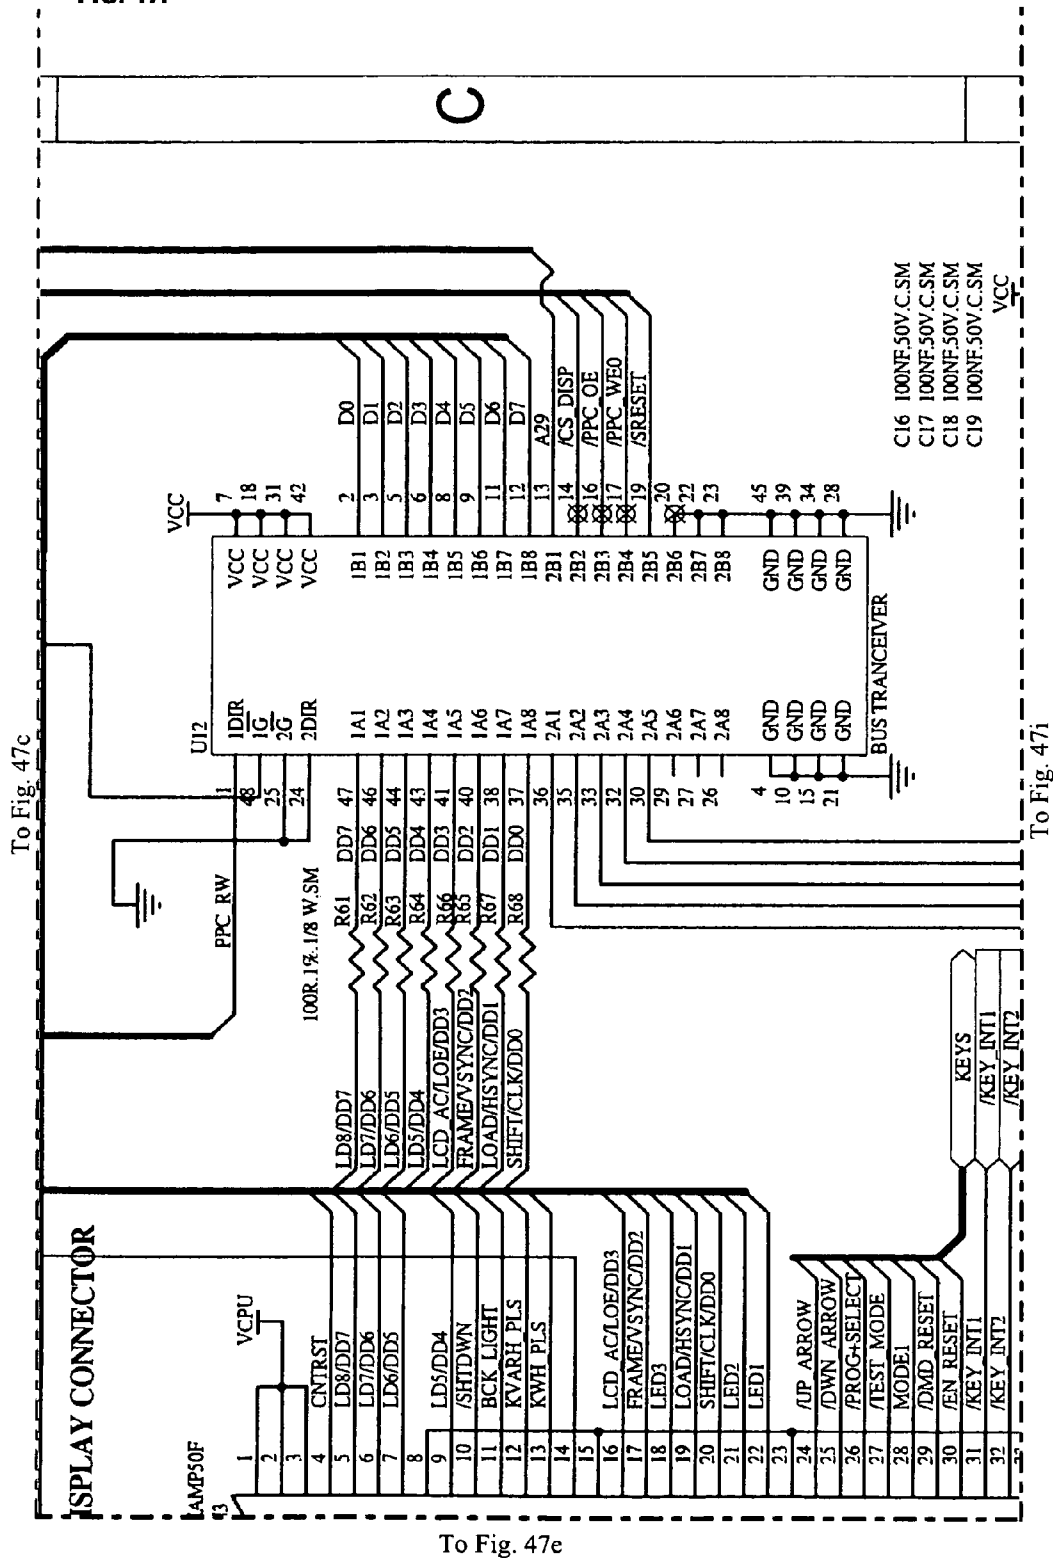 To Fig. 47c
C
VCC
7
18
31
42
U12
1DIR
1G
2G
2DIR
VCC
VCC
VCC
VCC
1
48
25
24
PPC_RW
100R.1%.1/8 W.SM
LD8/DD7 R61 DD7 47 1A1 1B1 2 D0
LD7/DD6 R62 DD6 46 1A2 1B2 3 D1
LD6/DD5 R63 DD5 44 1A3 1B3 5 D2
LD5/DD4 R64 DD4 43 1A4 1B4 6 D3
LCD_AC/LOE/DD3 R66 DD3 41 1A5 1B5 8 D4
FRAME/VSYNC/DD2 R65 DD2 40 1A6 1B6 9 D5
LOAD/HSYNC/DD1 R67 DD1 38 1A7 1B7 11 D6
SHIFT/CLK/DD0 R68 DD0 37 1A8 1B8 12 D7
36 2A1 2B1 13 A29
35 2A2 2B2 14 /CS_DISP
33 2A3 2B3 16 /PPC_OE
32 2A4 2B4 17 /PPC_WE0
30 2A5 2B5 19 /SRESET
29 2A6 2B6 20
27 2A7 2B7 22
26 2A8 2B8 23
4 GND GND 45
10 GND GND 39
15 GND GND 34
21 GND GND 28
BUS TRANCEIVER
C16 100NF.50V.C.SM
C17 100NF.50V.C.SM
C18 100NF.50V.C.SM
C19 100NF.50V.C.SM
VCC
ISPLAY CONNECTOR
VCPU
AMP50F
1
2
3
4 CNTRST
5 LD8/DD7
6 LD7/DD6
7 LD6/DD5
8
9 LD5/DD4
10 /SHTDWN
11 BCK_LIGHT
12 KVARH_PLS
13 KWH_PLS
14
15
16 LCD_AC/LOE/DD3
17 FRAME/VSYNC/DD2
18 LED3
19 LOAD/HSYNC/DD1
20 SHIFT/CLK/DD0
21 LED2
22 LED1
23
24 /UP_ARROW
25 /DWN_ARROW
26 /PROG+SELECT
27 /TEST_MODE
28 MODE1
29 /DMD_RESET
30 /EN_RESET
31 /KEY_INT1
32 /KEY_INT2
KEYS
/KEY_INT1
/KEY_INT2
To Fig. 47i
To Fig. 47e